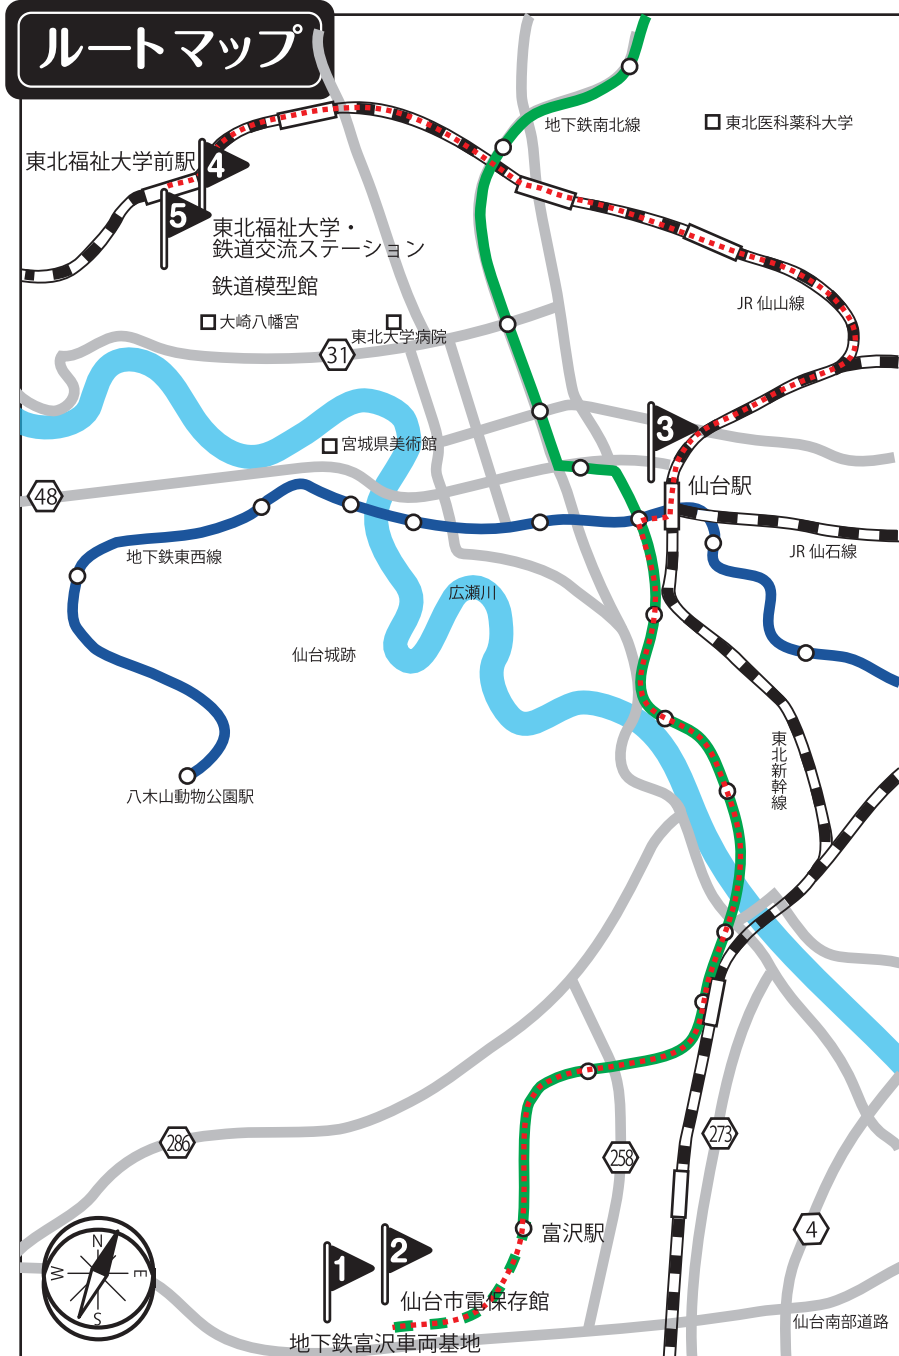 ルートマップ
地下鉄南北線
東北医科薬科大学
東北福祉大学前駅
4
5
東北福祉大学・
鉄道交流ステーション
鉄道模型館
JR 仙山線
大崎八幡宮
東北大学病院
31
3
宮城県美術館
48
仙台駅
地下鉄東西線
JR 仙石線
広瀬川
仙台城跡
東北新幹線
八木山動物公園駅
286
273
258
4
富沢駅
1
2
N
W
E
S
仙台市電保存館
仙台南部道路
地下鉄富沢車両基地